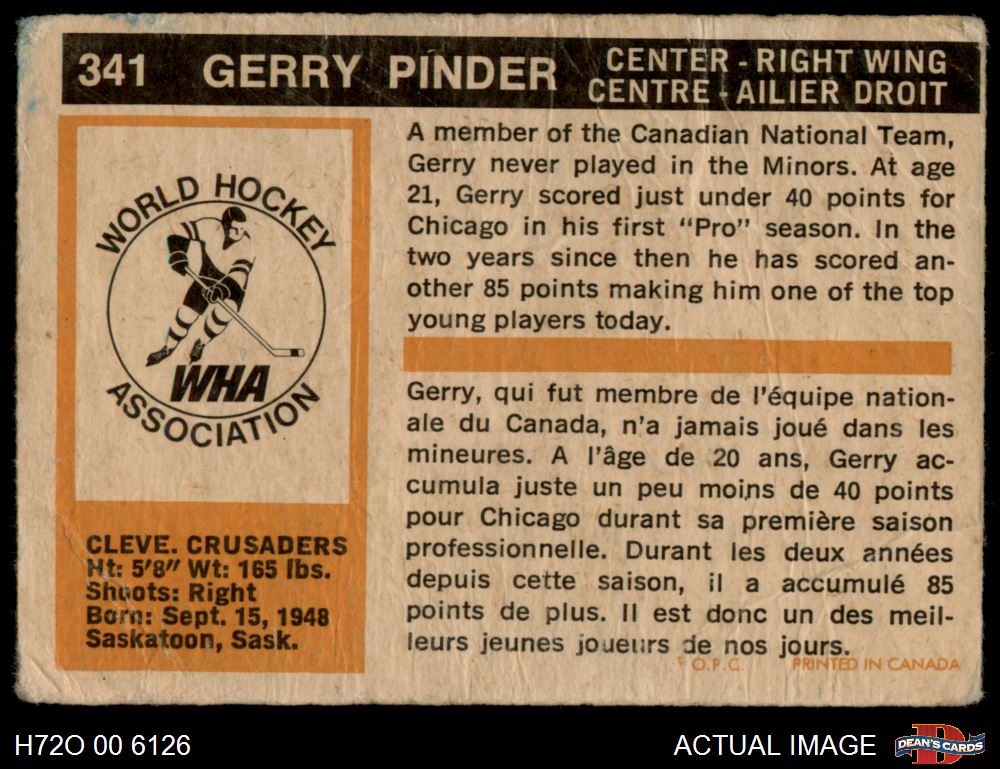 341 GERRY PINDER
CENTER - RIGHT WING
CENTRE - AILIER DROIT
WORLD HOCKEY
WHA
ASSOCIATION
CLEVE. CRUSADERS
Ht: 5'8" Wt: 165 lbs.
Shoots: Right
Born: Sept. 15, 1948
Saskatoon, Sask.
A member of the Canadian National Team,
Gerry never played in the Minors. At age
21, Gerry scored just under 40 points for
Chicago in his first "Pro" season. In the
two years since then he has scored an-
other 85 points making him one of the top
young players today.
Gerry, qui fut membre de l'équipe nation-
ale du Canada, n'a jamais joué dans les
mineures. A l'âge de 20 ans, Gerry ac-
cumula juste un peu moins de 40 points
pour Chicago durant sa première saison
professionnelle. Durant les deux années
depuis cette saison, il a accumulé 85
points de plus. Il est donc un des meil-
leurs jeunes joueurs de nos jours.
© O.P.C. PRINTED IN CANADA
H72O 00 6126
ACTUAL IMAGE
D
DEAN'S CARDS